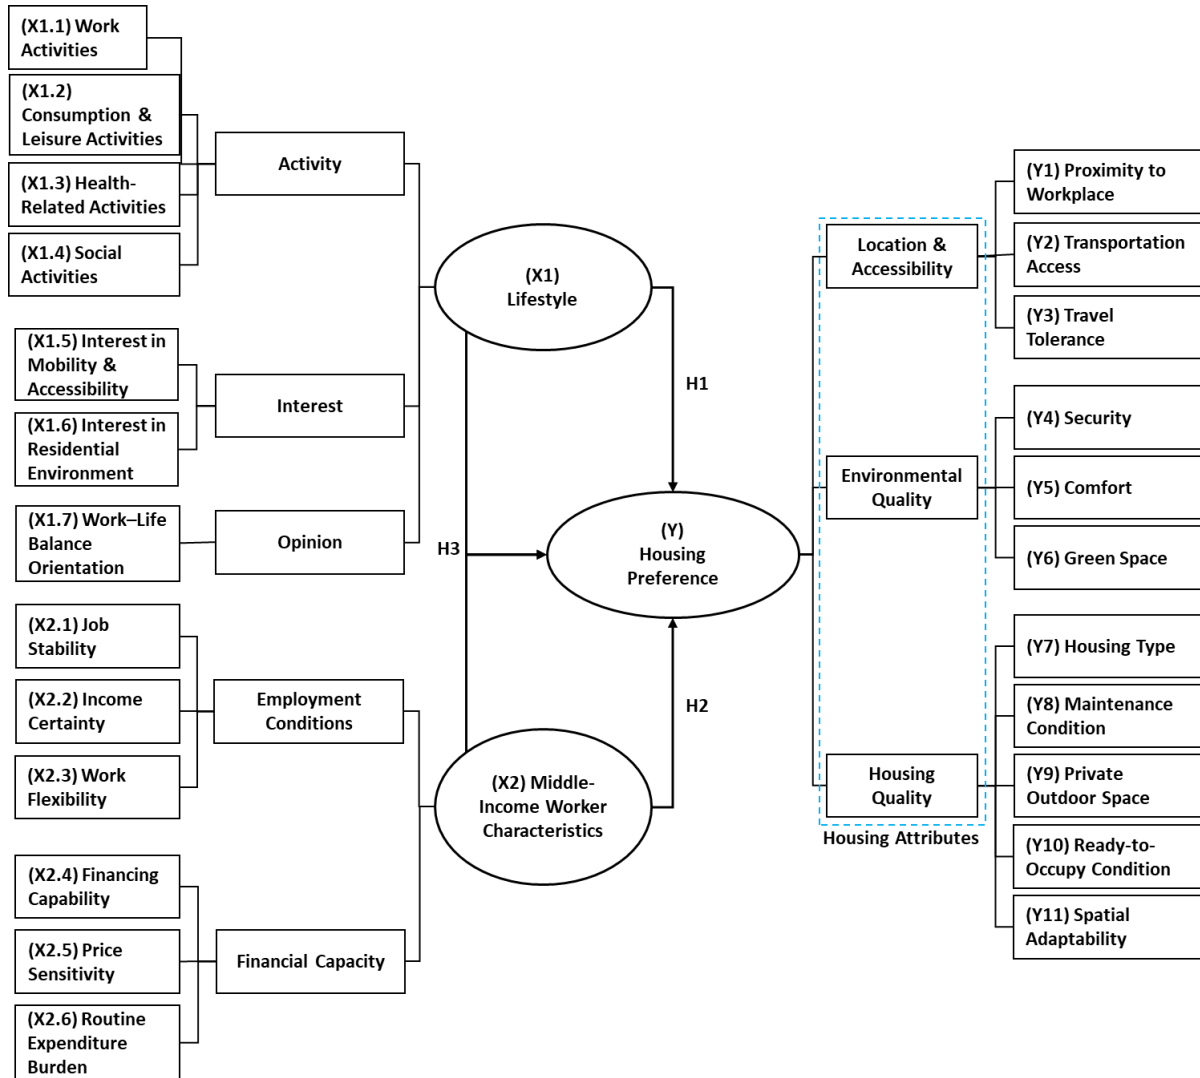 (X1.1) Work
Activities
(X1.2)
Consumption &
Leisure Activities
(X1.3) Health-
Related Activities
(X1.4) Social
Activities
Activity
(X1.5) Interest in
Mobility &
Accessibility
(X1.6) Interest in
Residential
Environment
Interest
(X1.7) Work–Life
Balance
Orientation
Opinion
(X2.1) Job
Stability
(X2.2) Income
Certainty
(X2.3) Work
Flexibility
Employment
Conditions
(X2.4) Financing
Capability
(X2.5) Price
Sensitivity
(X2.6) Routine
Expenditure
Burden
Financial Capacity
(X1)
Lifestyle
(X2) Middle-
Income Worker
Characteristics
H1
H3
H2
(Y)
Housing
Preference
Location &
Accessibility
Environmental
Quality
Housing
Quality
Housing Attributes
(Y1) Proximity to
Workplace
(Y2) Transportation
Access
(Y3) Travel
Tolerance
(Y4) Security
(Y5) Comfort
(Y6) Green Space
(Y7) Housing Type
(Y8) Maintenance
Condition
(Y9) Private
Outdoor Space
(Y10) Ready-to-
Occupy Condition
(Y11) Spatial
Adaptability